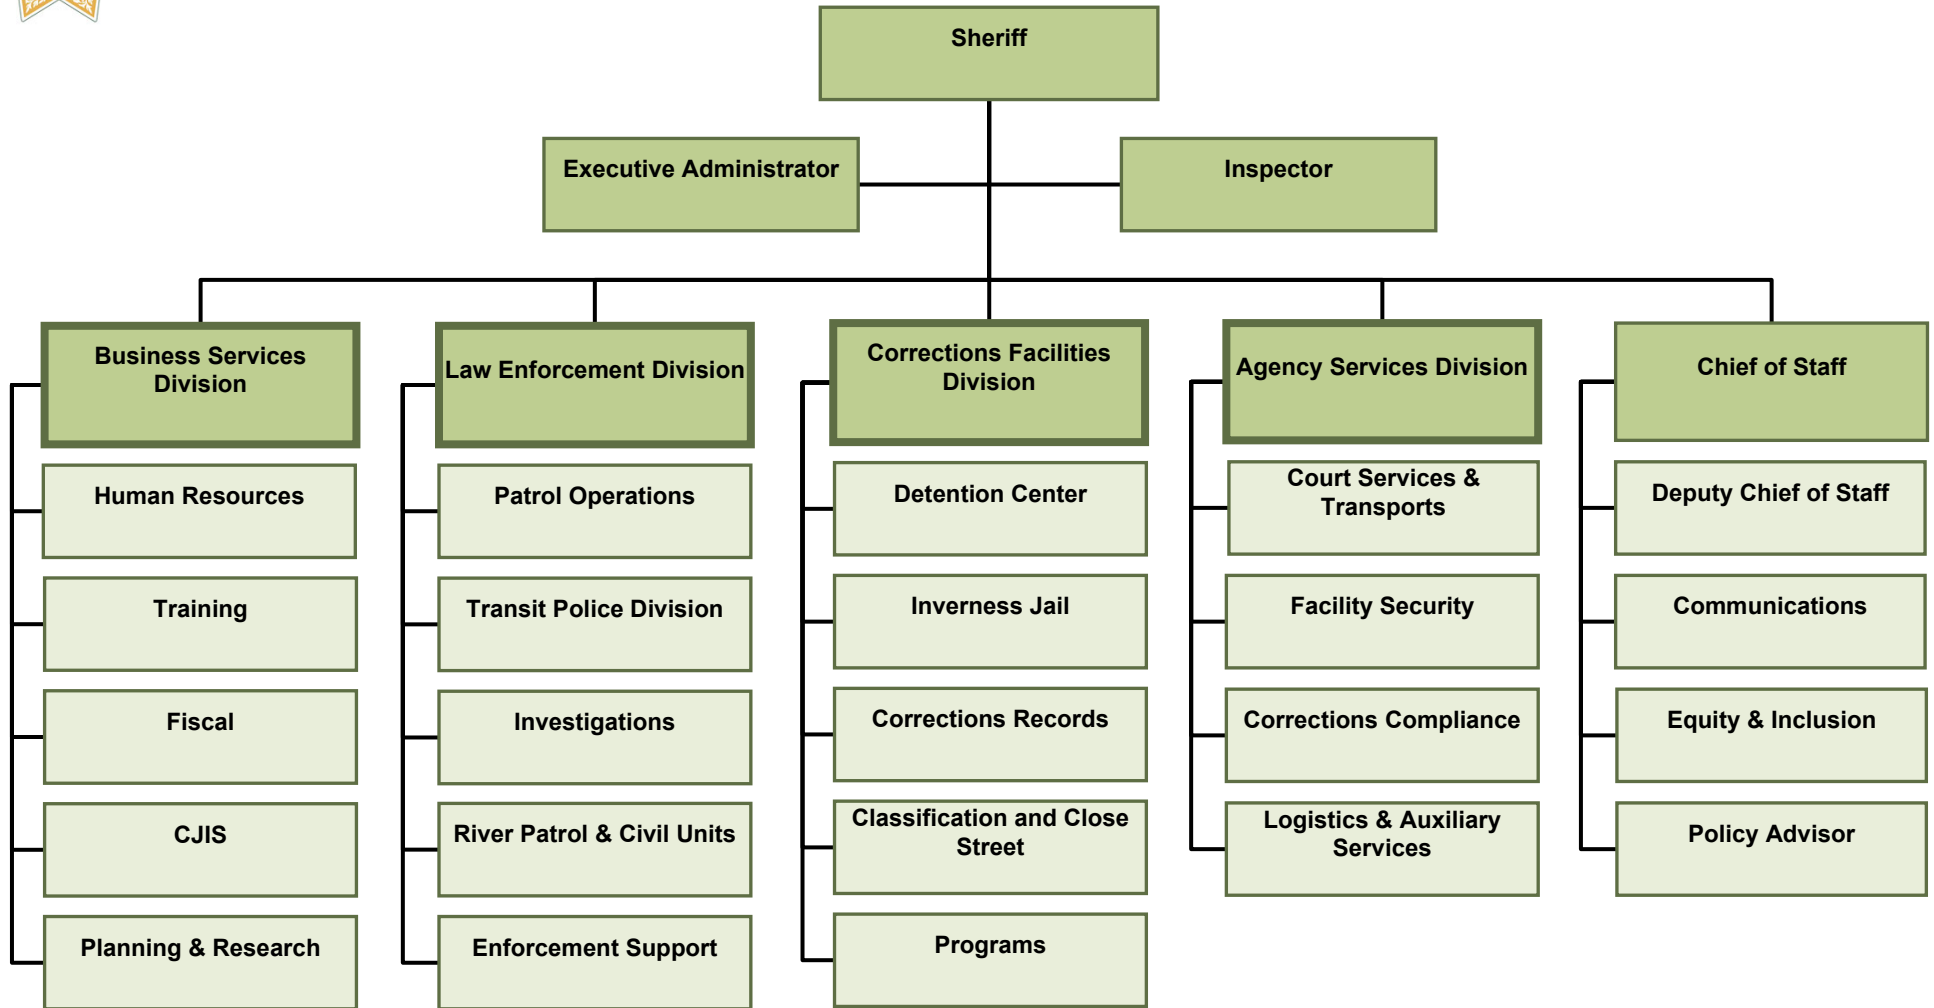 Sheriff
Executive Administrator
Inspector
Business Services
Division
Human Resources
Training
Fiscal
CJIS
Planning & Research
Law Enforcement Division
Patrol Operations
Transit Police Division
Investigations
River Patrol & Civil Units
Enforcement Support
Corrections Facilities
Division
Detention Center
Inverness Jail
Corrections Records
Classification and Close
Street
Programs
Agency Services Division
Court Services &
Transports
Facility Security
Corrections Compliance
Logistics & Auxiliary
Services
Chief of Staff
Deputy Chief of Staff
Communications
Equity & Inclusion
Policy Advisor